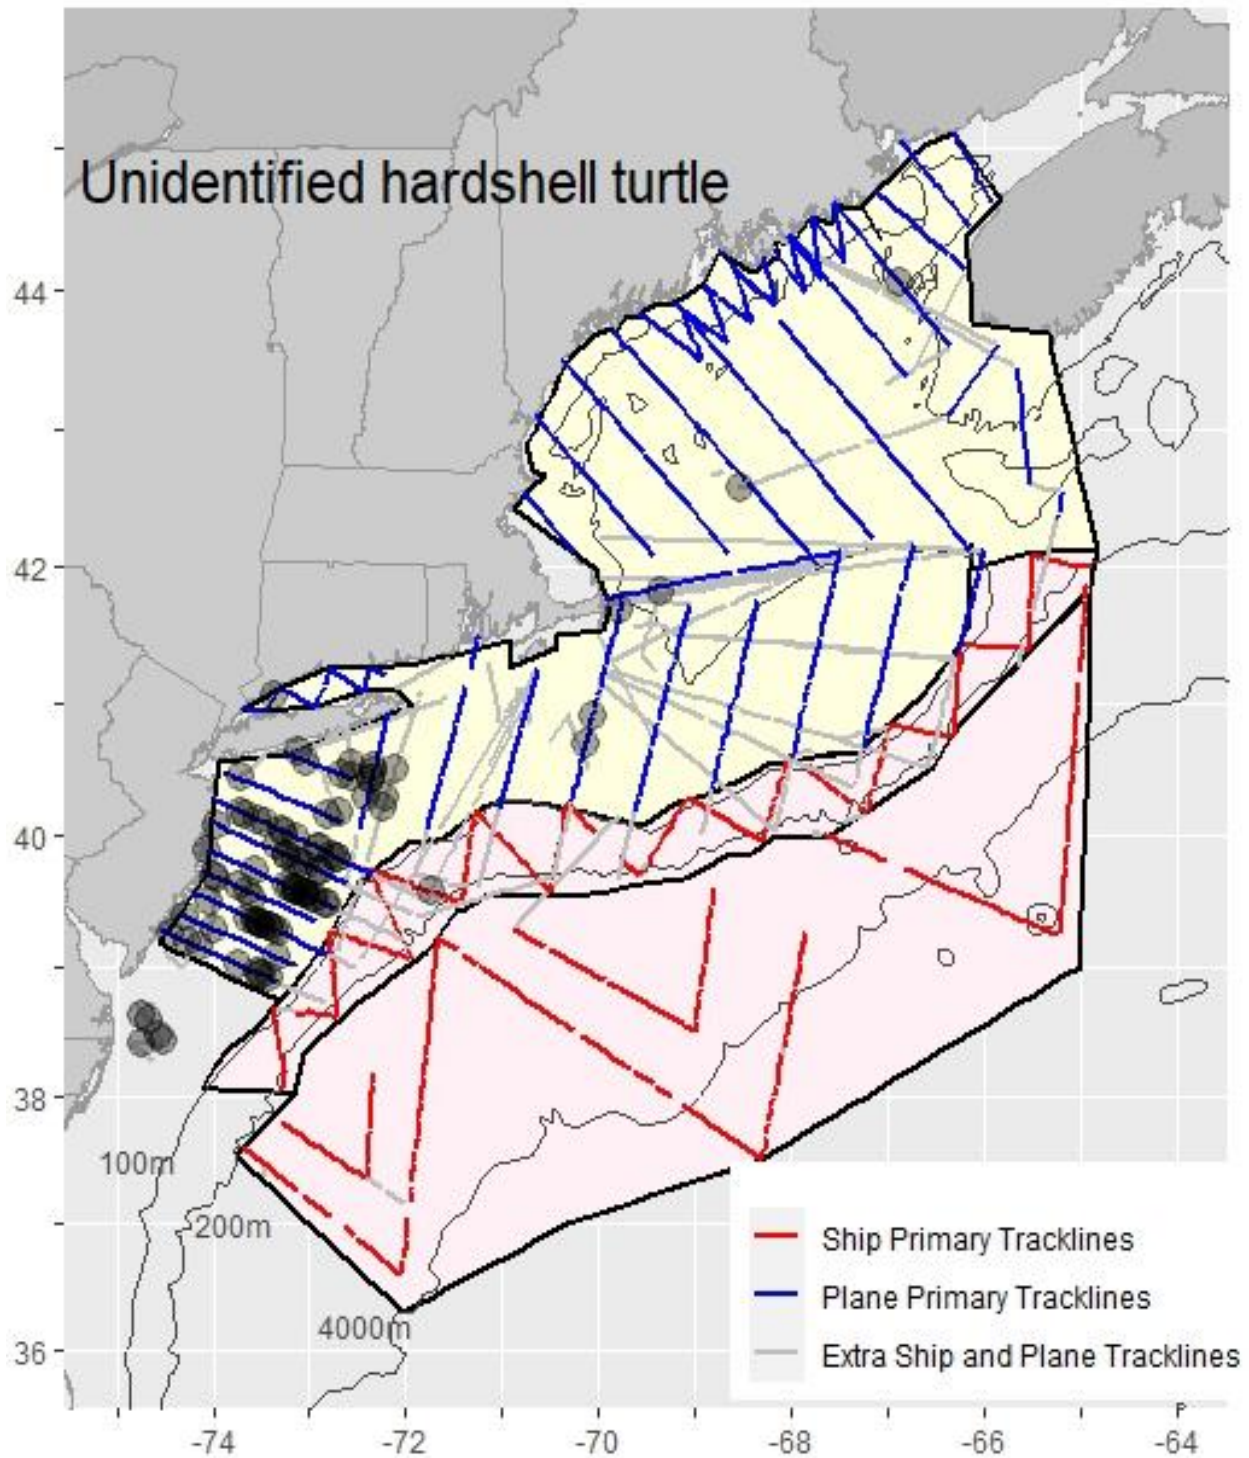 Unidentified hardshell turtle
44
42
40
38
100m
200m
Ship Primary Tracklines
Plane Primary Tracklines
4000m
36
Extra Ship and Plane Tracklines
-74
-72
-70
-68
-66
-64